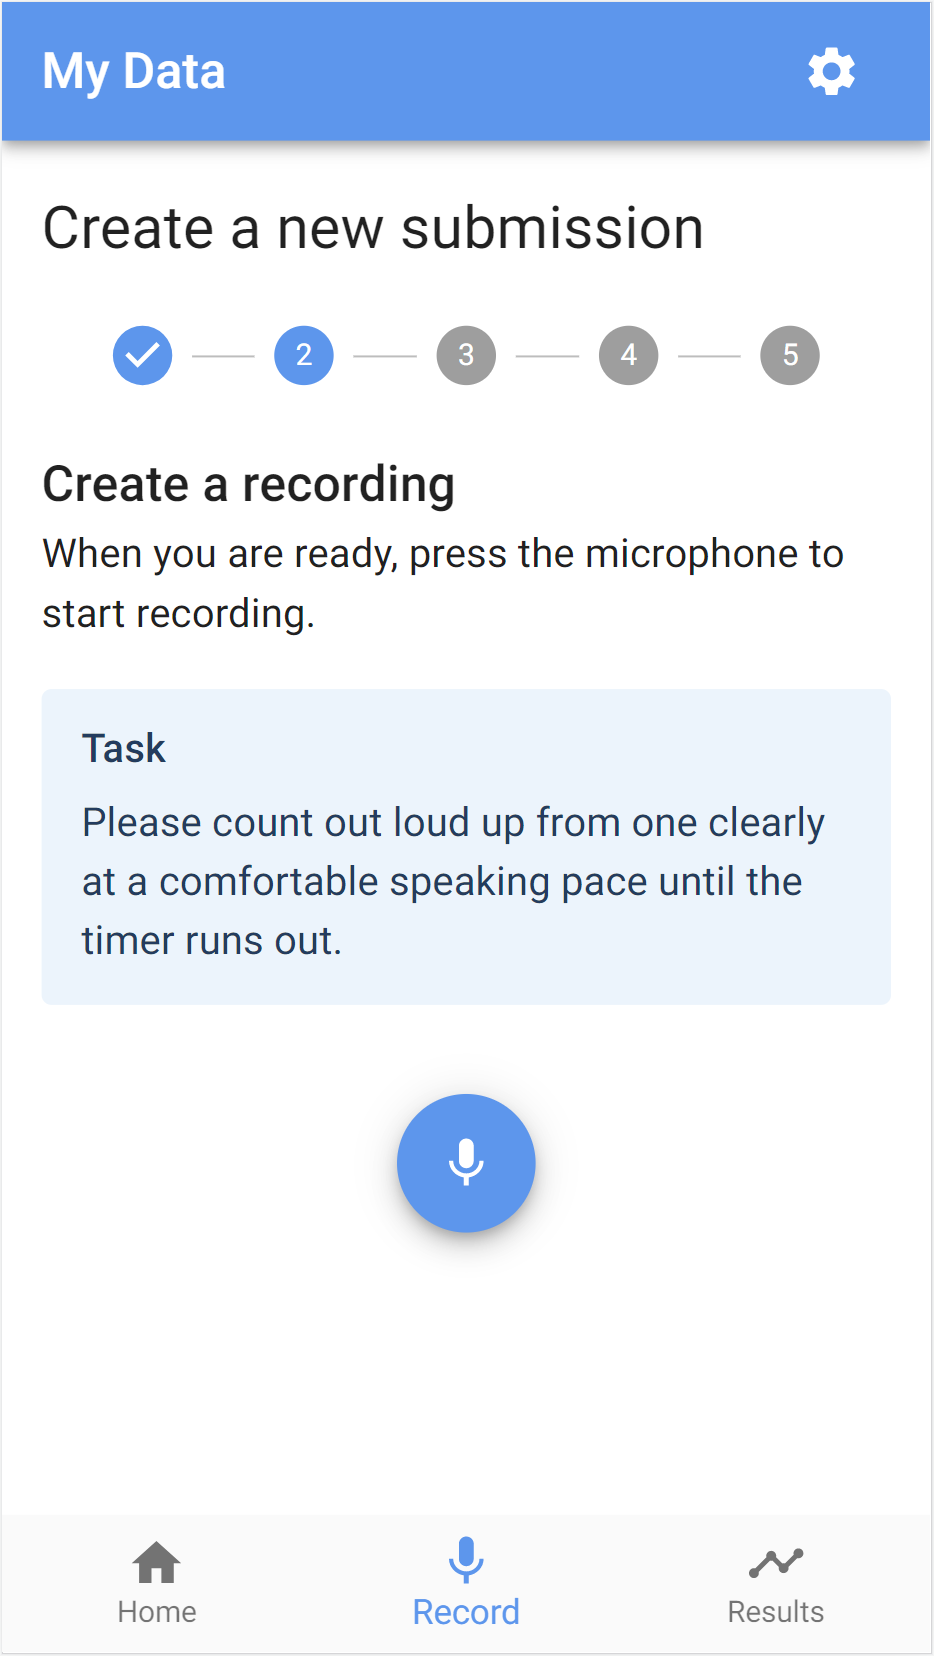 My Data
Create a new submission
2 3 4 5
Create a recording
When you are ready, press the microphone to
start recording.
Task
Please count out loud up from one clearly
at a comfortable speaking pace until the
timer runs out.
Home Record Results